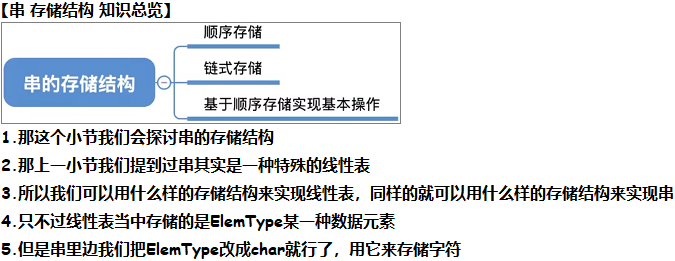 【串 存储结构 知识总览】
顺序存储
链式存储
串的存储结构
基于顺序存储实现基本操作
1.那这个小节我们会探讨串的存储结构
2.那上一小节我们提到过串其实是一种特殊的线性表
3.所以我们可以用什么样的存储结构来实现线性表，同样的就可以用什么样的存储结构来实现串
4.只不过线性表当中存储的是ElemType某一种数据元素
5.但是串里边我们把ElemType改成char就行了，用它来存储字符